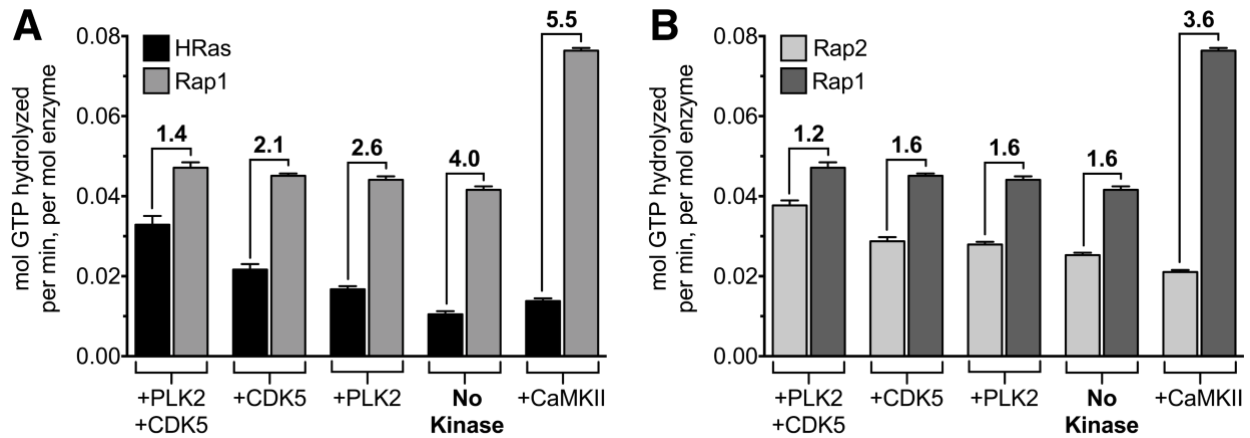 A
HRas
Rap1
mol GTP hydrolyzed
per min, per mol enzyme
0.08
0.06
0.04
0.02
0.00
1.4
2.1
2.6
4.0
5.5
+PLK2
+CDK5
+CDK5
+PLK2
No
Kinase
+CaMKII
B
Rap2
Rap1
mol GTP hydrolyzed
per min, per mol enzyme
0.08
0.06
0.04
0.02
0.00
1.2
1.6
1.6
1.6
3.6
+PLK2
+CDK5
+CDK5
+PLK2
No
Kinase
+CaMKII